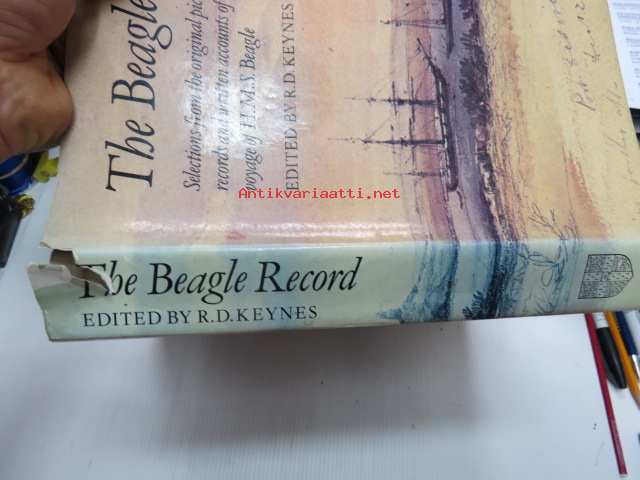 The Beagle
Selections from the original pic
records and written accounts of
voyage of H.M.S. Beagle
EDITED BY R.D. KEYNES
Antikvariaatti.net
The Beagle Record
EDITED BY R.D.KEYNES